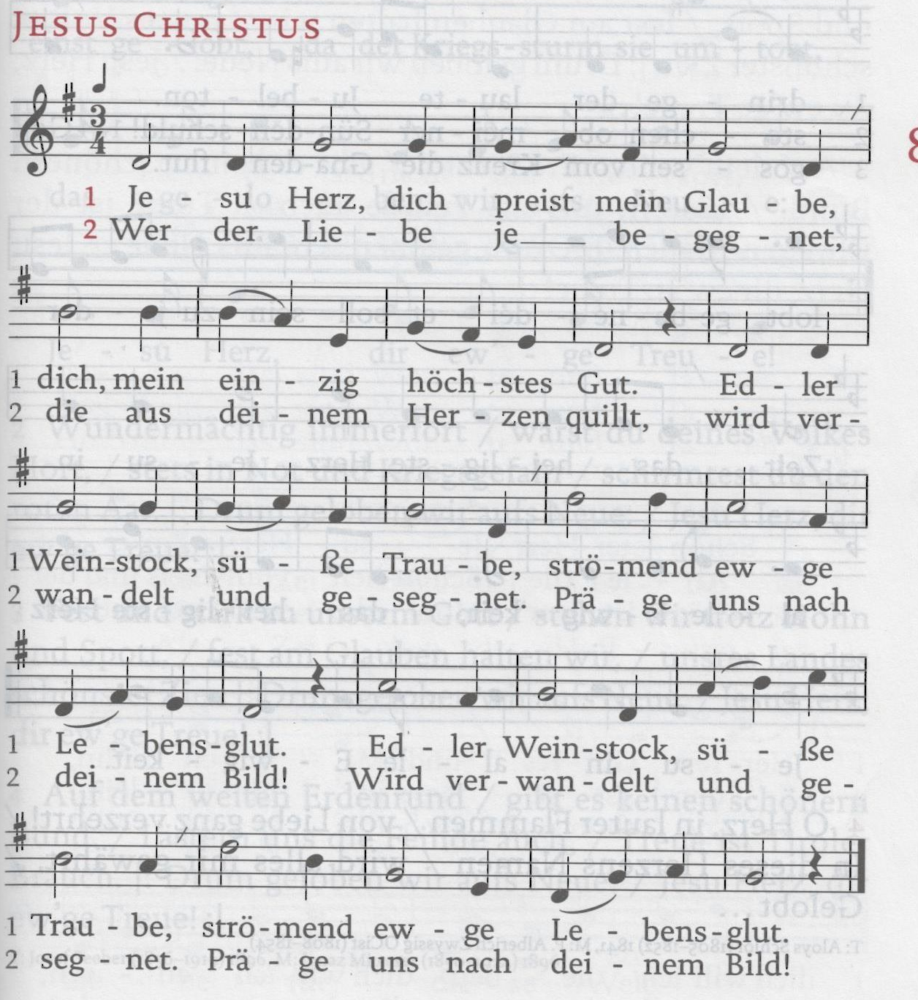 JESUS CHRISTUS
3
4
8
1 Je - su Herz, dich preist mein Glau - be,
2 Wer der Lie - be je___ be - geg - net,
1 dich, mein ein - zig höch - stes Gut. Ed - ler
2 die aus dei - nem Her - zen quillt, wird ver -
1 Wein-stock, sü - ße Trau - be, strö-mend ew - ge
2 wan - delt und ge - seg - net. Prä - ge uns nach
1 Le - bens-glut. Ed - ler Wein-stock, sü - ße
2 dei - nem Bild! Wird ver - wan - delt und ge -
1 Trau - be, strö-mend ew - ge Le - bens-glut.
2 seg - net. Prä - ge uns nach dei - nem Bild!